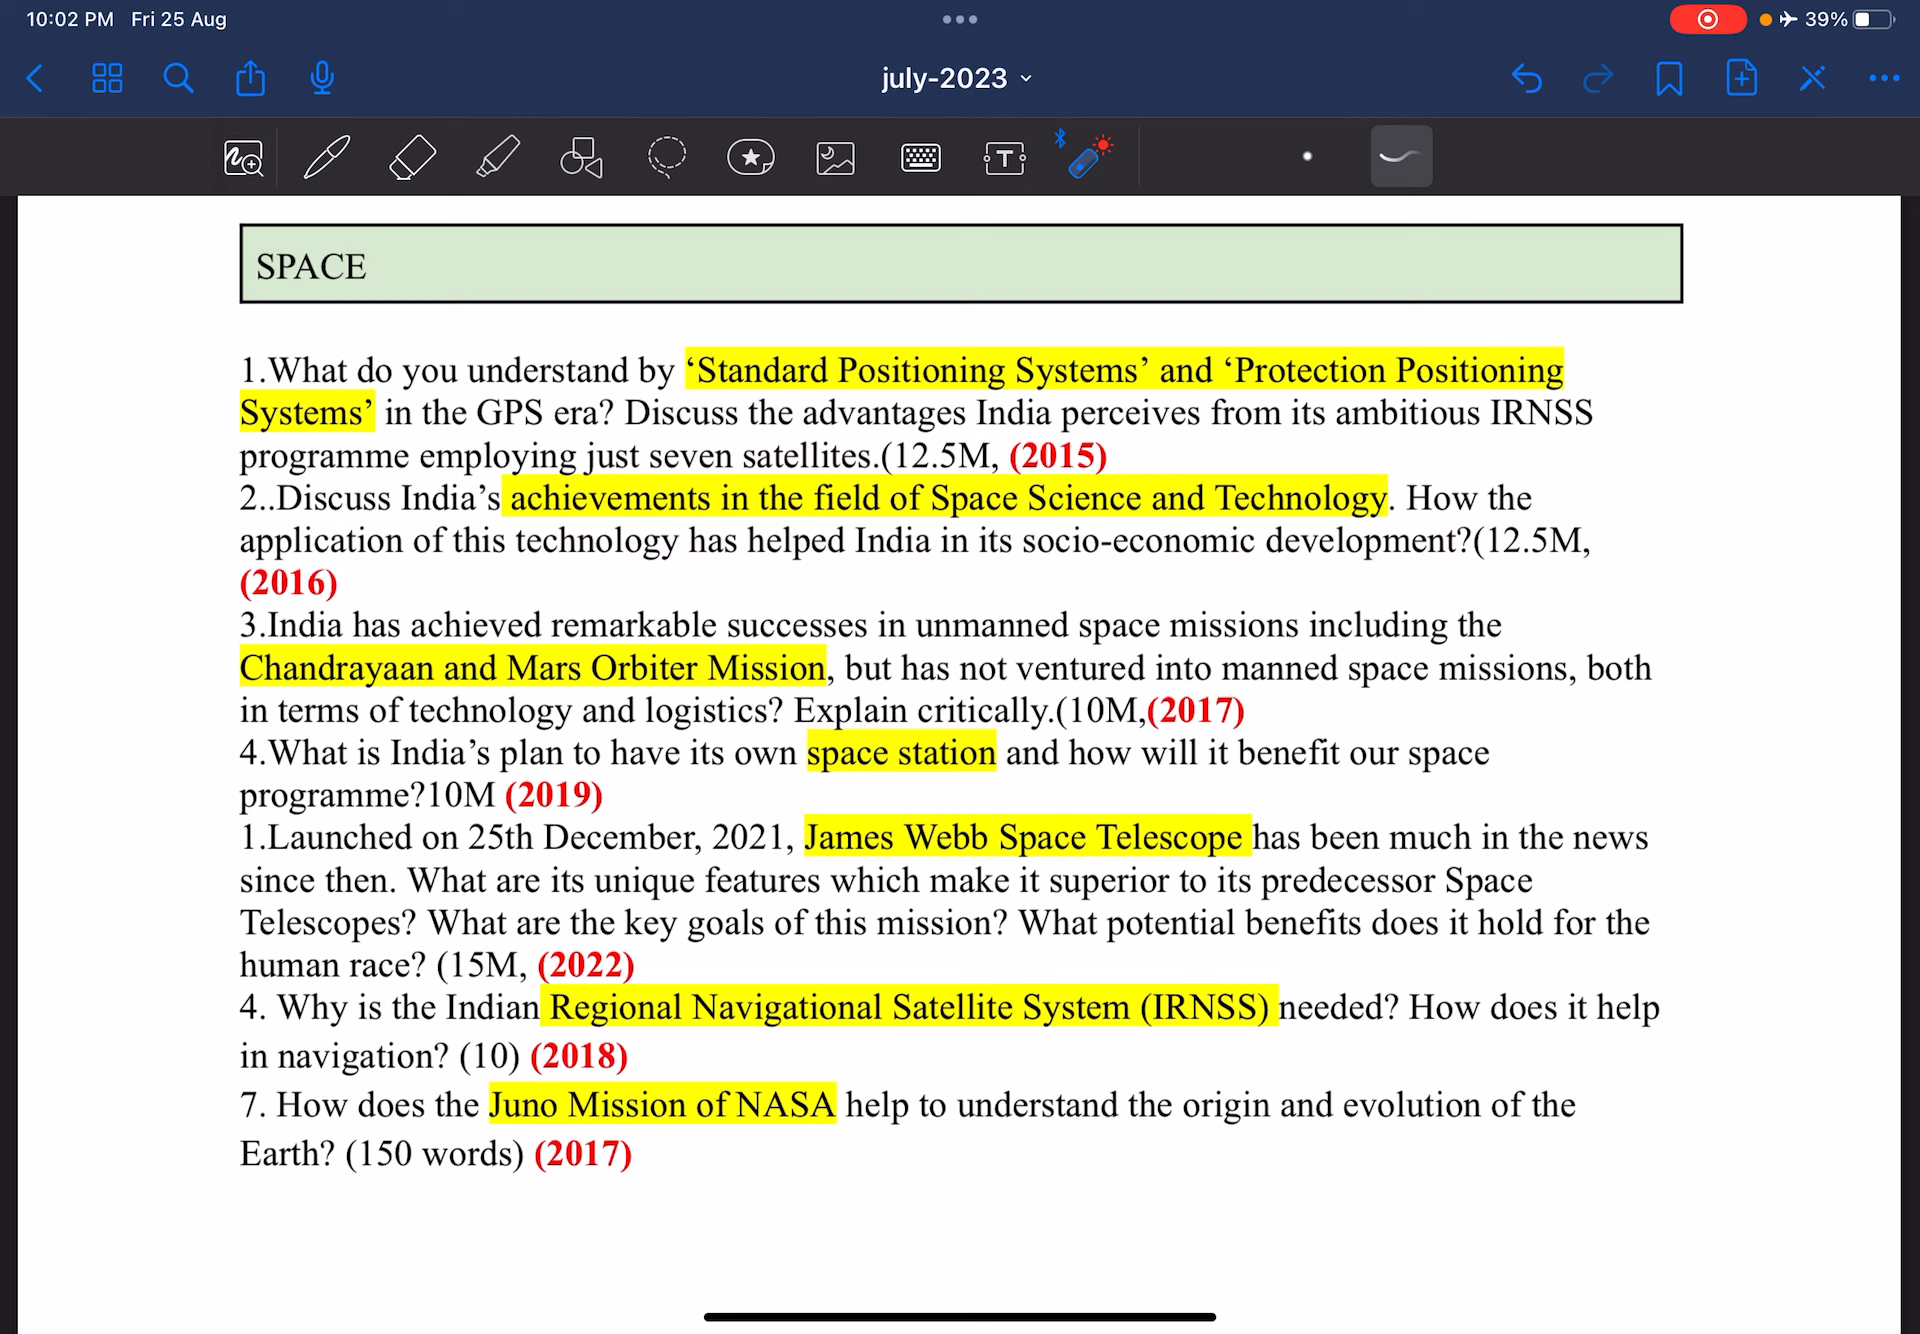 10:02 PM Fri 25 Aug
39%
july-2023
SPACE
1.What do you understand by ‘Standard Positioning Systems’ and ‘Protection Positioning
Systems’ in the GPS era? Discuss the advantages India perceives from its ambitious IRNSS
programme employing just seven satellites.(12.5M, (2015)
2..Discuss India’s achievements in the field of Space Science and Technology. How the
application of this technology has helped India in its socio-economic development?(12.5M,
(2016)
3.India has achieved remarkable successes in unmanned space missions including the
Chandrayaan and Mars Orbiter Mission, but has not ventured into manned space missions, both
in terms of technology and logistics? Explain critically.(10M,(2017)
4.What is India’s plan to have its own space station and how will it benefit our space
programme?10M (2019)
1.Launched on 25th December, 2021, James Webb Space Telescope has been much in the news
since then. What are its unique features which make it superior to its predecessor Space
Telescopes? What are the key goals of this mission? What potential benefits does it hold for the
human race? (15M, (2022)
4. Why is the Indian Regional Navigational Satellite System (IRNSS) needed? How does it help
in navigation? (10) (2018)
7. How does the Juno Mission of NASA help to understand the origin and evolution of the
Earth? (150 words) (2017)